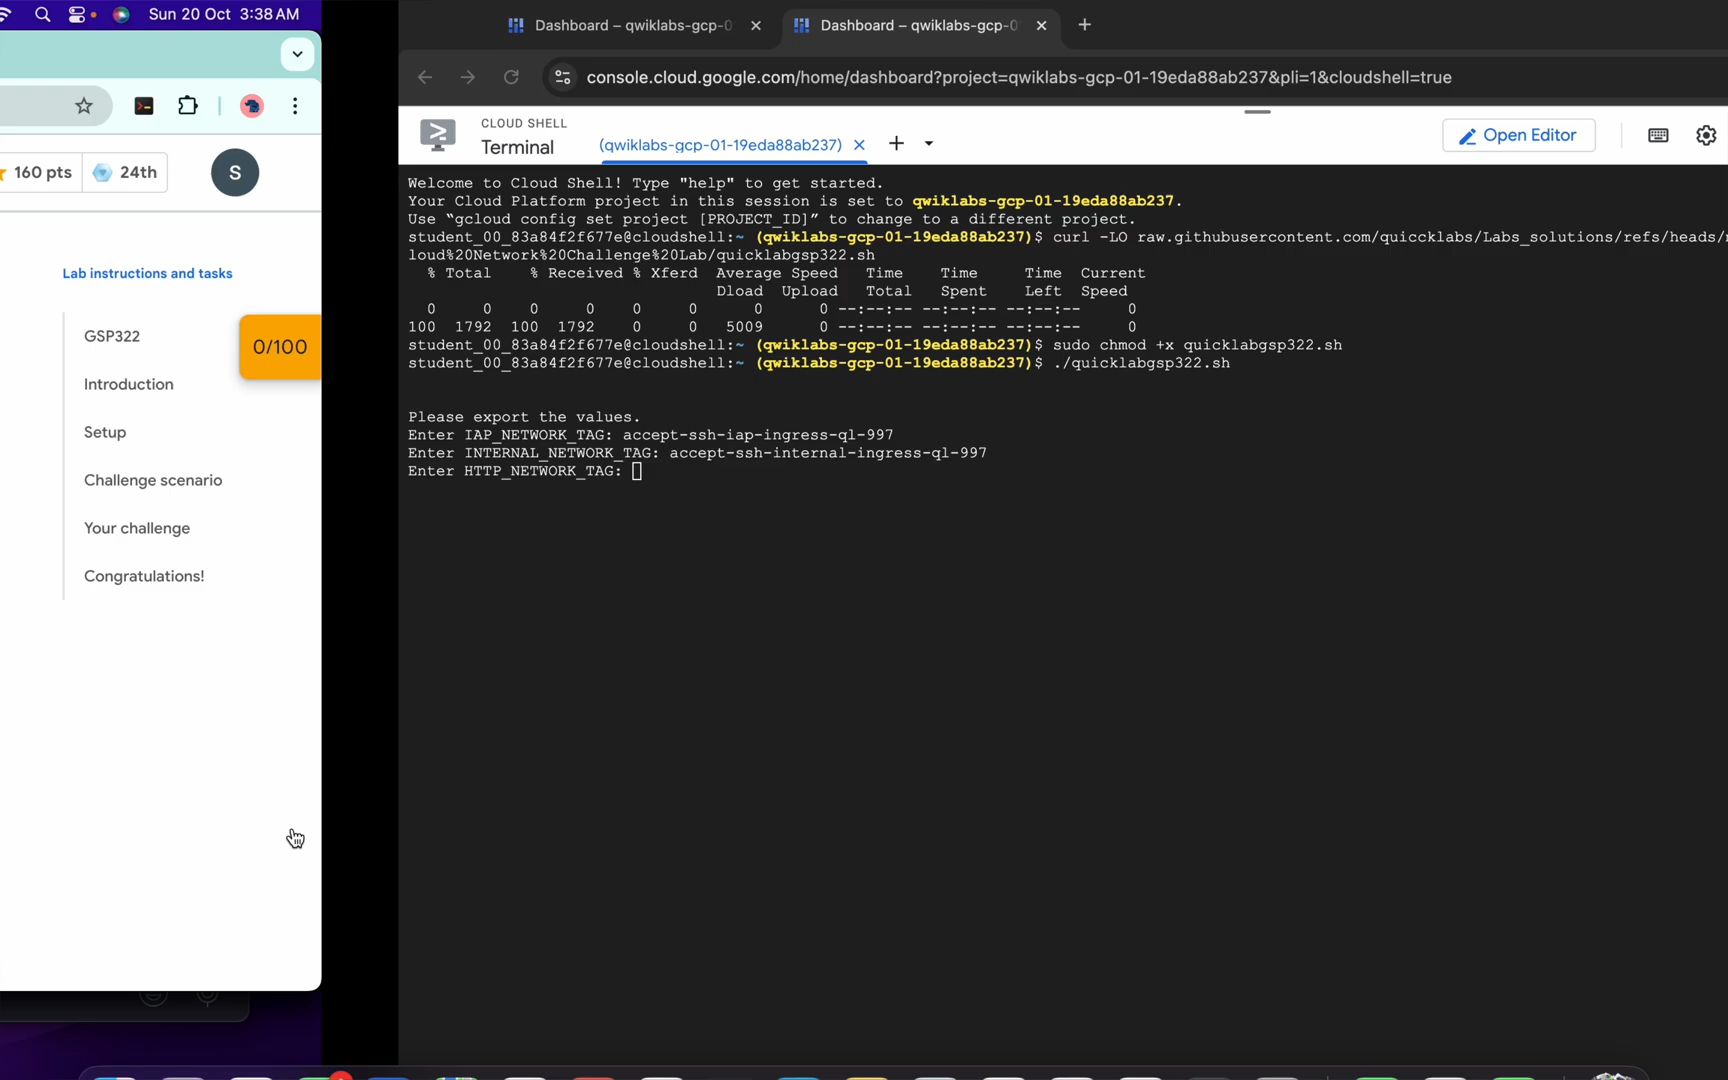 Sun 20 Oct 3:38 AM
160 pts
24th
S
Lab instructions and tasks
GSP322
0/100
Introduction
Setup
Challenge scenario
Your challenge
Congratulations!
Dashboard – qwiklabs-gcp-0
Dashboard – qwiklabs-gcp-0
console.cloud.google.com/home/dashboard?project=qwiklabs-gcp-01-19eda88ab237&pli=1&cloudshell=true
CLOUD SHELL
Terminal
(qwiklabs-gcp-01-19eda88ab237)
Open Editor
Welcome to Cloud Shell! Type "help" to get started.
Your Cloud Platform project in this session is set to qwiklabs-gcp-01-19eda88ab237.
Use “gcloud config set project [PROJECT_ID]” to change to a different project.
student_00_83a84f2f677e@cloudshell:~ (qwiklabs-gcp-01-19eda88ab237)$ curl -LO raw.githubusercontent.com/quiccklabs/Labs_solutions/refs/heads/
loud%20Network%20Challenge%20Lab/quicklabgsp322.sh
% Total % Received % Xferd Average Speed Time Time Time Current
Dload Upload Total Spent Left Speed
0 0 0 0 0 0 0 0 --:--:-- --:--:-- --:--:-- 0
100 1792 100 1792 0 0 5009 0 --:--:-- --:--:-- --:--:-- 0
student_00_83a84f2f677e@cloudshell:~ (qwiklabs-gcp-01-19eda88ab237)$ sudo chmod +x quicklabgsp322.sh
student_00_83a84f2f677e@cloudshell:~ (qwiklabs-gcp-01-19eda88ab237)$ ./quicklabgsp322.sh
Please export the values.
Enter IAP_NETWORK_TAG: accept-ssh-iap-ingress-ql-997
Enter INTERNAL_NETWORK_TAG: accept-ssh-internal-ingress-ql-997
Enter HTTP_NETWORK_TAG: